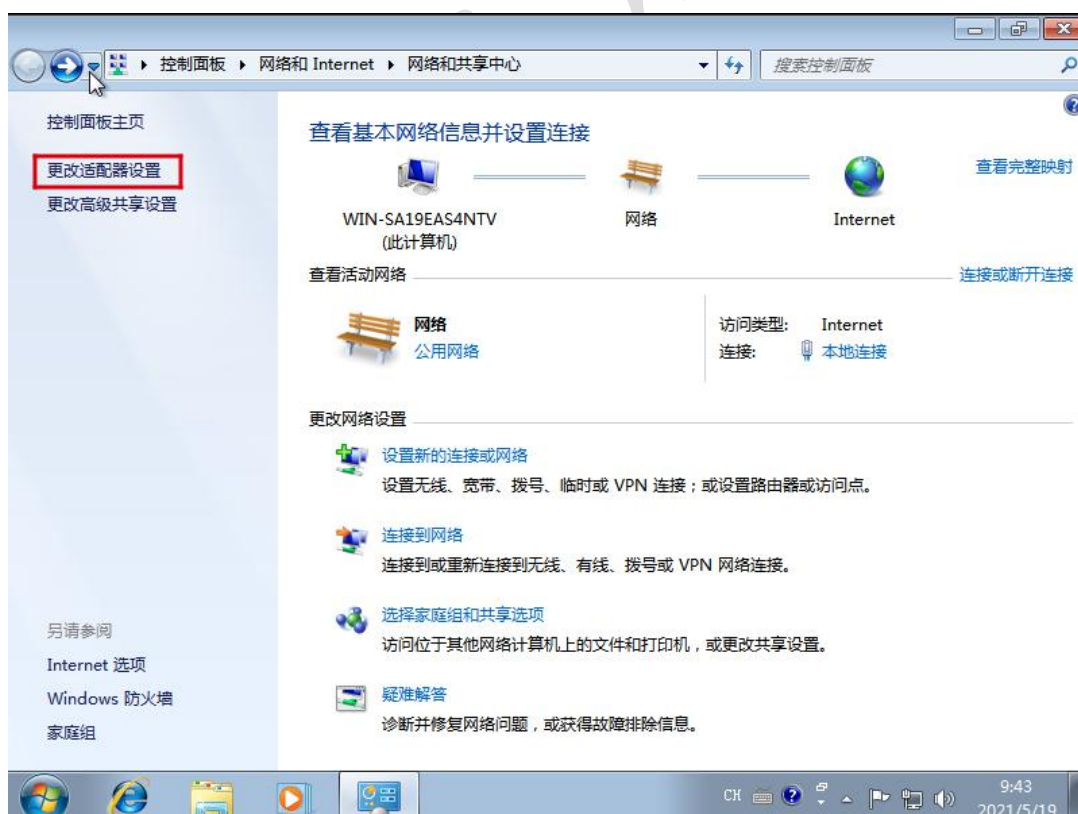 控制面板 网络和 Internet 网络和共享中心 搜索控制面板
控制面板主页
更改适配器设置
更改高级共享设置
查看基本网络信息并设置连接
查看完整映射
WIN-SA19EAS4NTV
(此计算机)
网络
Internet
查看活动网络
连接或断开连接
网络
公用网络
访问类型: Internet
连接: 本地连接
更改网络设置
设置新的连接或网络
设置无线、宽带、拨号、临时或 VPN 连接；或设置路由器或访问点。
连接到网络
连接到或重新连接到无线、有线、拨号或 VPN 网络连接。
选择家庭组和共享选项
访问位于其他网络计算机上的文件和打印机，或更改共享设置。
疑难解答
诊断并修复网络问题，或获得故障排除信息。
另请参阅
Internet 选项
Windows 防火墙
家庭组
CH
9:43
2021/5/19